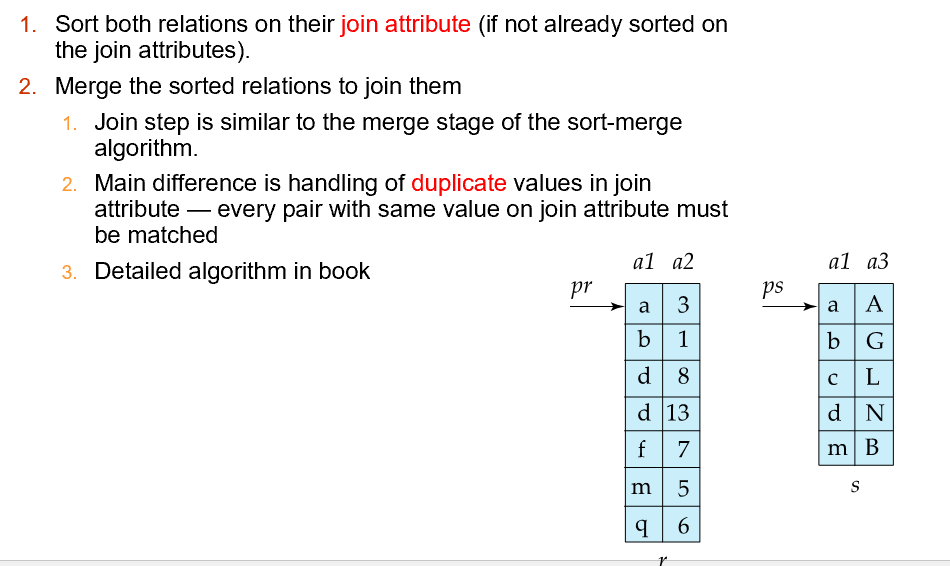 1. Sort both relations on their join attribute (if not already sorted on
the join attributes).
2. Merge the sorted relations to join them
1. Join step is similar to the merge stage of the sort-merge
algorithm.
2. Main difference is handling of duplicate values in join
attribute — every pair with same value on join attribute must
be matched
3. Detailed algorithm in book
pr
a1 a2
a 3
b 1
d 8
d 13
f 7
m 5
q 6
r
ps
a1 a3
a A
b G
c L
d N
m B
s